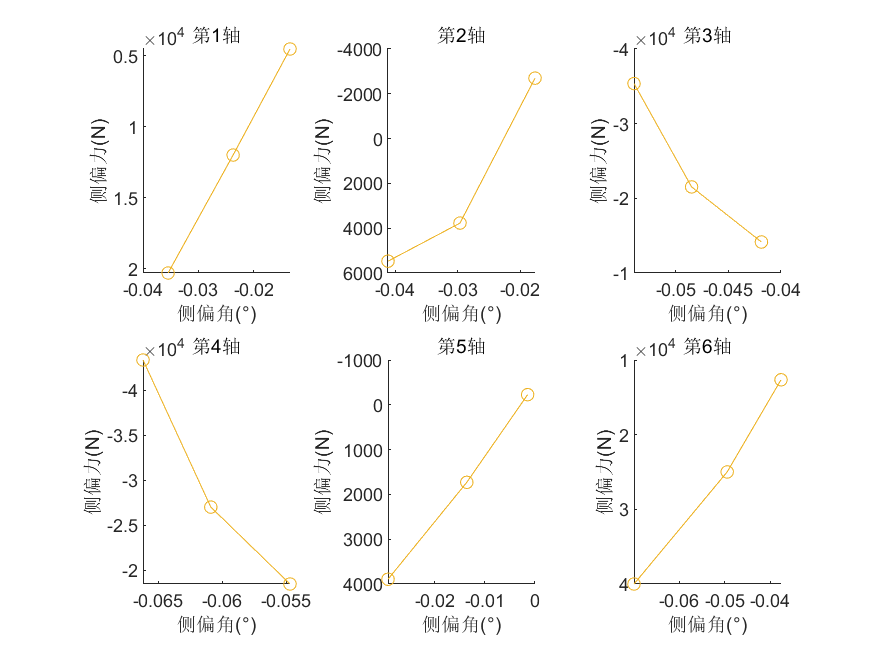 ×10⁴ 第1轴
0.5
1
1.5
2
侧偏力(N)
-0.04 -0.03 -0.02
侧偏角(°)
第2轴
-4000
-2000
0
2000
4000
6000
侧偏力(N)
-0.04 -0.03 -0.02
侧偏角(°)
×10⁴ 第3轴
-4
-3
-2
-1
侧偏力(N)
-0.05 -0.045 -0.04
侧偏角(°)
×10⁴ 第4轴
-4
-3.5
-3
-2.5
-2
侧偏力(N)
-0.065 -0.06 -0.055
侧偏角(°)
第5轴
-1000
0
1000
2000
3000
4000
侧偏力(N)
-0.02 -0.01 0
侧偏角(°)
×10⁴ 第6轴
1
2
3
4
侧偏力(N)
-0.06 -0.05 -0.04
侧偏角(°)